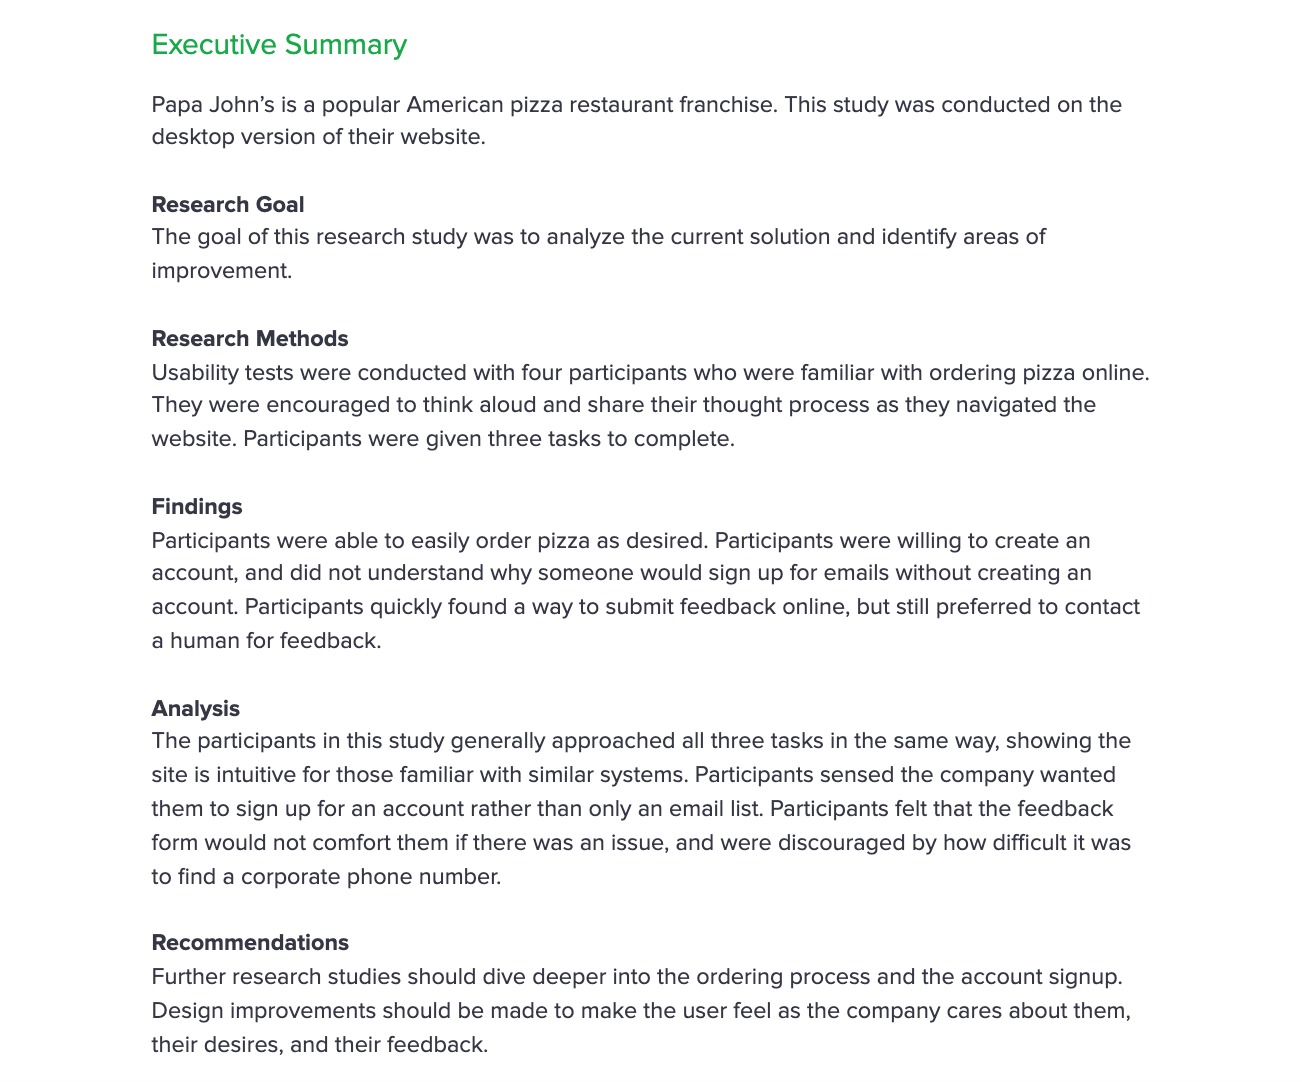 Executive Summary
Papa John’s is a popular American pizza restaurant franchise. This study was conducted on the
desktop version of their website.
Research Goal
The goal of this research study was to analyze the current solution and identify areas of
improvement.
Research Methods
Usability tests were conducted with four participants who were familiar with ordering pizza online.
They were encouraged to think aloud and share their thought process as they navigated the
website. Participants were given three tasks to complete.
Findings
Participants were able to easily order pizza as desired. Participants were willing to create an
account, and did not understand why someone would sign up for emails without creating an
account. Participants quickly found a way to submit feedback online, but still preferred to contact
a human for feedback.
Analysis
The participants in this study generally approached all three tasks in the same way, showing the
site is intuitive for those familiar with similar systems. Participants sensed the company wanted
them to sign up for an account rather than only an email list. Participants felt that the feedback
form would not comfort them if there was an issue, and were discouraged by how difficult it was
to find a corporate phone number.
Recommendations
Further research studies should dive deeper into the ordering process and the account signup.
Design improvements should be made to make the user feel as the company cares about them,
their desires, and their feedback.